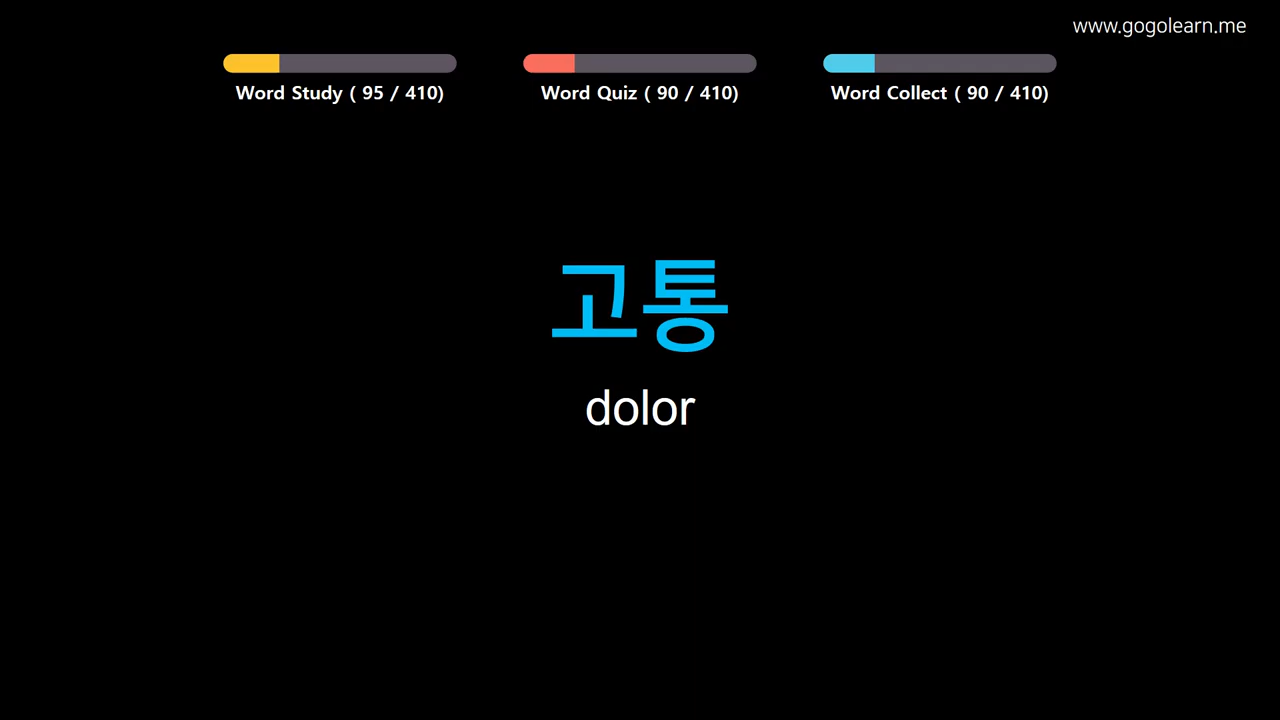 www.gogolearn.me
Word Study ( 95 / 410)
Word Quiz ( 90 / 410)
Word Collect ( 90 / 410)
고통
dolor